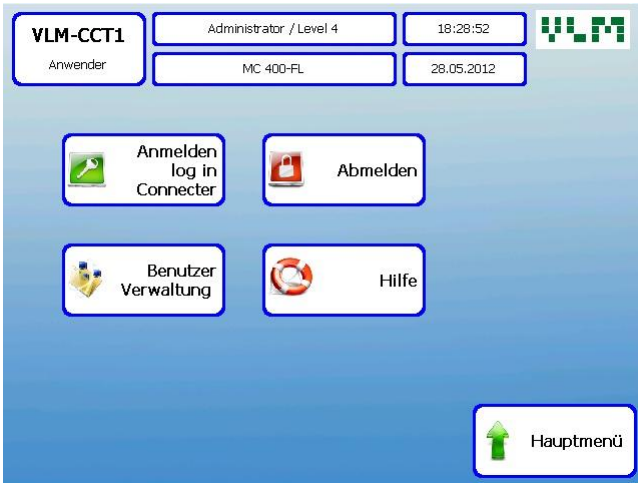 VLM-CCT1
Anwender
Administrator / Level 4
18:28:52
VLM
MC 400-FL
28.05.2012
Anmelden
log in
Connecter
Abmelden
Benutzer
Verwaltung
Hilfe
Hauptmenü